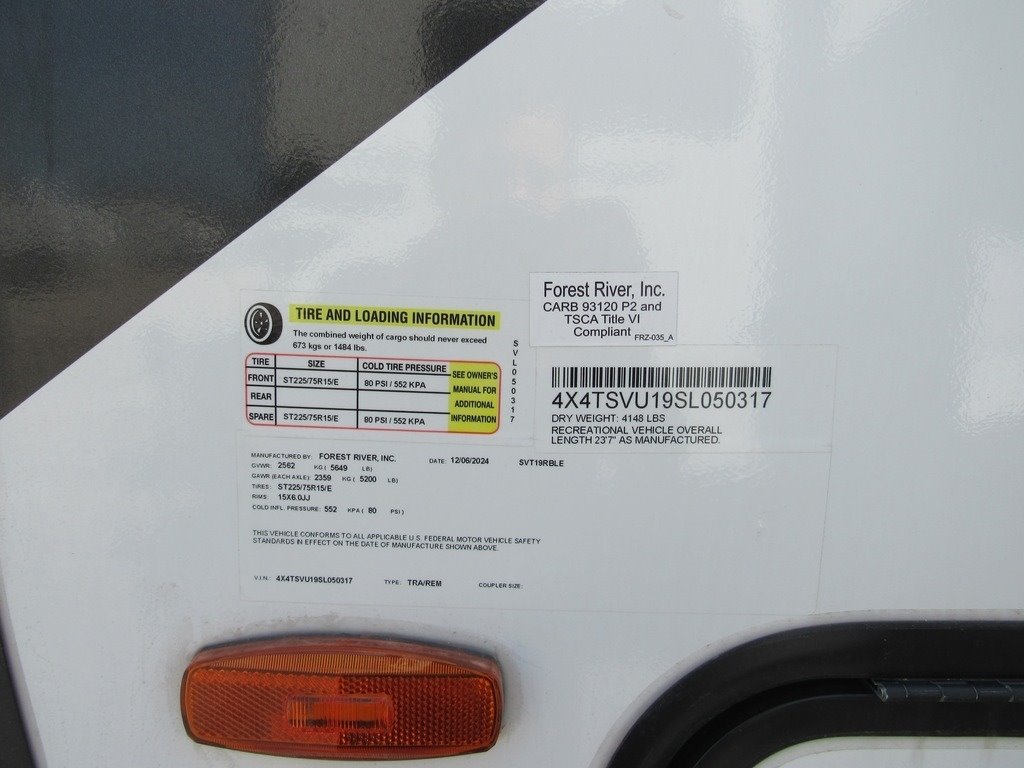 TIRE AND LOADING INFORMATION
The combined weight of cargo should never exceed
673 kgs or 1484 lbs.
TIRE SIZE COLD TIRE PRESSURE
FRONT ST225/75R15/E 80 PSI / 552 KPA
REAR
SPARE ST225/75R15/E 80 PSI / 552 KPA
SEE OWNER'S
MANUAL FOR
ADDITIONAL
INFORMATION
SVL050317
Forest River, Inc.
CARB 93120 P2 and
TSCA Title VI
Compliant FRZ-035_A
4X4TSVU19SL050317
DRY WEIGHT: 4148 LBS
RECREATIONAL VEHICLE OVERALL
LENGTH 23'7" AS MANUFACTURED.
MANUFACTURED BY: FOREST RIVER, INC. DATE: 12/06/2024 SVT19RBLE
GVWR: 2562 KG ( 5649 LB)
GAWR (EACH AXLE): 2359 KG ( 5200 LB)
TIRES: ST225/75R15/E
RIMS: 15X6.0JJ
COLD INFL. PRESSURE: 552 KPA ( 80 PSI )
THIS VEHICLE CONFORMS TO ALL APPLICABLE U.S. FEDERAL MOTOR VEHICLE SAFETY
STANDARDS IN EFFECT ON THE DATE OF MANUFACTURE SHOWN ABOVE.
V.I.N.: 4X4TSVU19SL050317 TYPE: TRA/REM COUPLER SIZE: